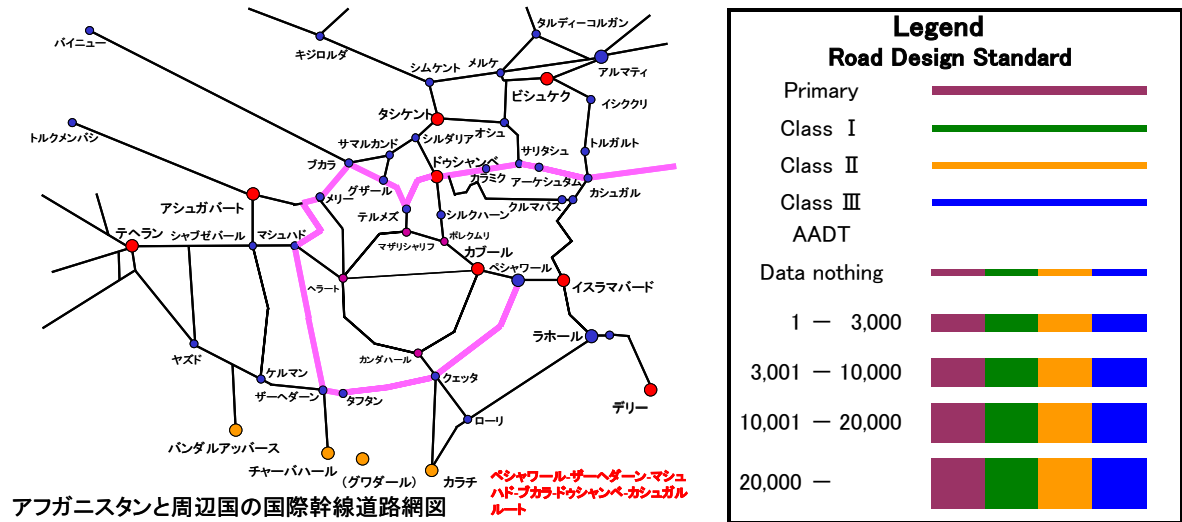 バイニュー
キジロルダ
タルディーコルガン
シムケント
メルケ
アルマティ
ビシュケク
イシククリ
タシケント
トルクメンバシ
サマルカンド
シルダリア
オシュ
トルガルト
サリタシュ
ブカラ
ドゥシャンベ
カラミク
アーケシュタム
カシュガル
グザール
アシュガバート
メリー
クルマバス
テルメズ
シルクハーン
テヘラン
シャブゼバール
マシュハド
マザリシャリフ
ポレクムリ
カブール
ペシャワール
ヘラート
イスラマバード
ラホール
ヤズド
カンダハール
ケルマン
クェッタ
ザーヘダーン
タフタン
デリー
ローリ
バンダルアッバース
チャーバハール
(グワダール)
カラチ
ペシャワール-ザーヘダーン-マシュ
ハド-ブカラ-ドゥシャンベ-カシュガル
ルート
アフガニスタンと周辺国の国際幹線道路網図
Legend
Road Design Standard
Primary
Class Ⅰ
Class Ⅱ
Class Ⅲ
AADT
Data nothing
1 － 3,000
3,001 － 10,000
10,001 － 20,000
20,000 －